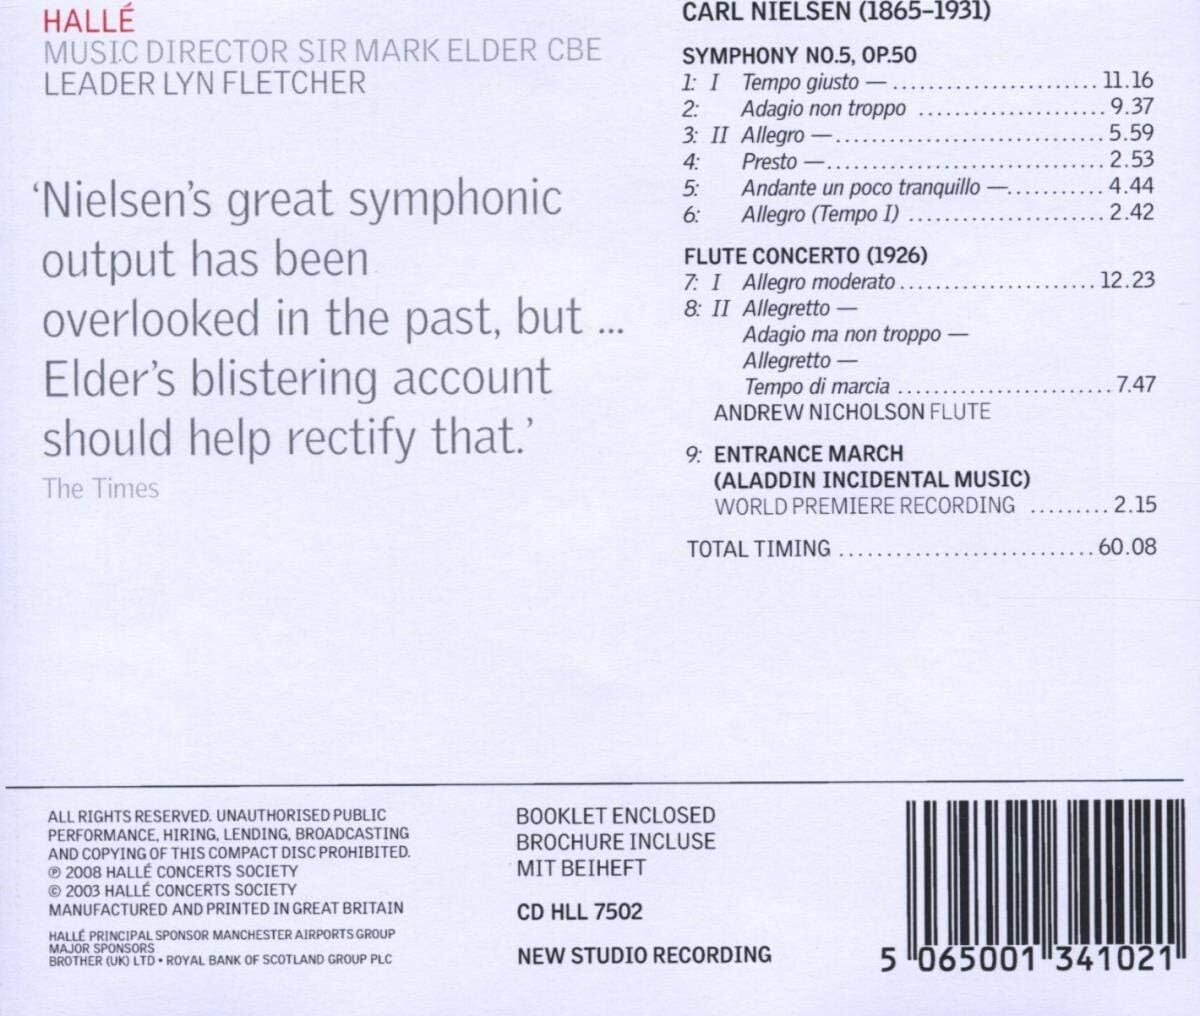 HALLÉ
MUSIC DIRECTOR SIR MARK ELDER CBE
LEADER LYN FLETCHER
‘Nielsen’s great symphonic
output has been
overlooked in the past, but ...
Elder’s blistering account
should help rectify that.’
The Times
CARL NIELSEN (1865–1931)
SYMPHONY NO.5, OP.50
1: I Tempo giusto — ........................ 11.16
2: Adagio non troppo ...................... 9.37
3: II Allegro — ................................ 5.59
4: Presto — ................................. 2.53
5: Andante un poco tranquillo — ........... 4.44
6: Allegro (Tempo I) ....................... 2.42
FLUTE CONCERTO (1926)
7: I Allegro moderato ....................... 12.23
8: II Allegretto —
Adagio ma non troppo —
Allegretto —
Tempo di marcia .......................... 7.47
ANDREW NICHOLSON FLUTE
9: ENTRANCE MARCH
(ALADDIN INCIDENTAL MUSIC)
WORLD PREMIERE RECORDING ......... 2.15
TOTAL TIMING .............................. 60.08
ALL RIGHTS RESERVED. UNAUTHORISED PUBLIC
PERFORMANCE, HIRING, LENDING, BROADCASTING
AND COPYING OF THIS COMPACT DISC PROHIBITED.
℗ 2008 HALLÉ CONCERTS SOCIETY
© 2003 HALLÉ CONCERTS SOCIETY
MANUFACTURED AND PRINTED IN GREAT BRITAIN
HALLÉ PRINCIPAL SPONSOR MANCHESTER AIRPORTS GROUP
MAJOR SPONSORS
BROTHER (UK) LTD • ROYAL BANK OF SCOTLAND GROUP PLC
BOOKLET ENCLOSED
BROCHURE INCLUSE
MIT BEIHEFT
CD HLL 7502
NEW STUDIO RECORDING
5 065001 341021